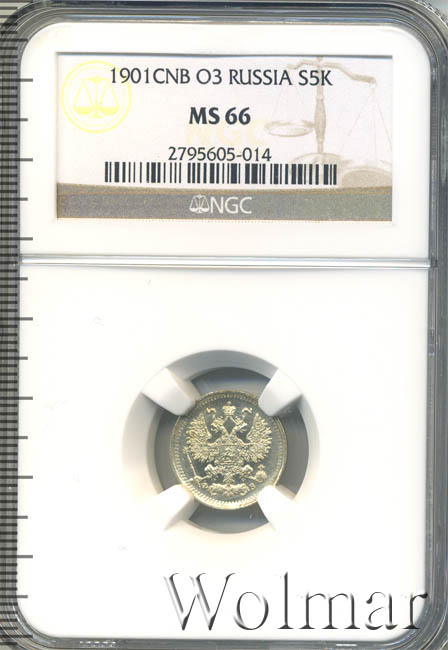 1901CNB O3 RUSSIA S5K
MS 66
2795605-014
NGC
Wolmar